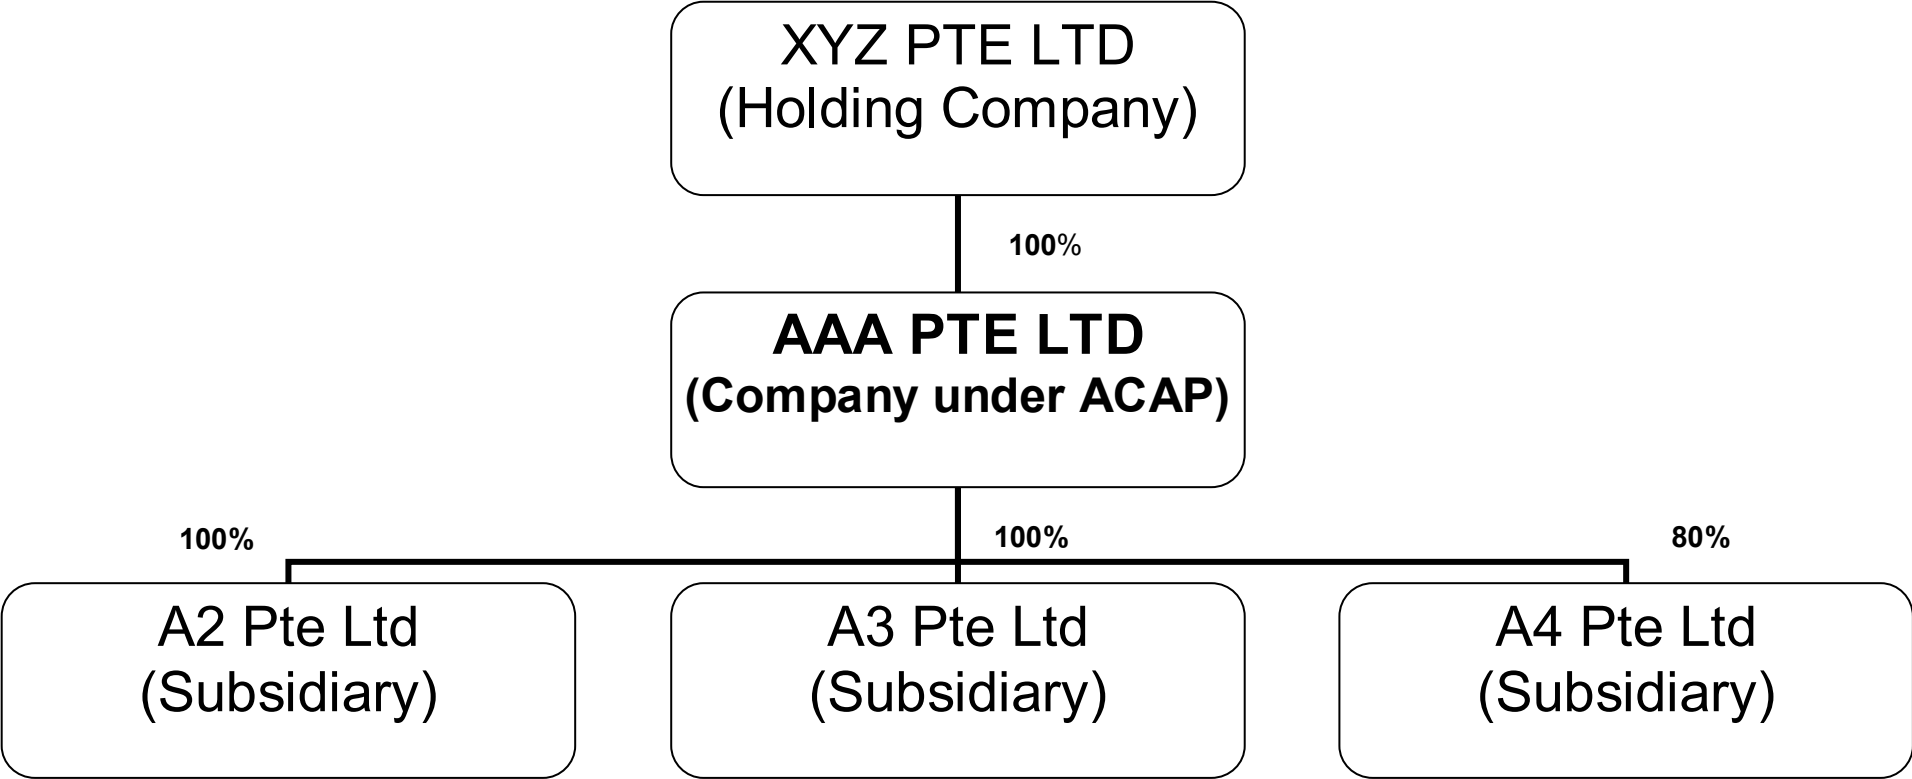 XYZ PTE LTD
(Holding Company)
100%
AAA PTE LTD
(Company under ACAP)
100%
100%
80%
A2 Pte Ltd
(Subsidiary)
A3 Pte Ltd
(Subsidiary)
A4 Pte Ltd
(Subsidiary)